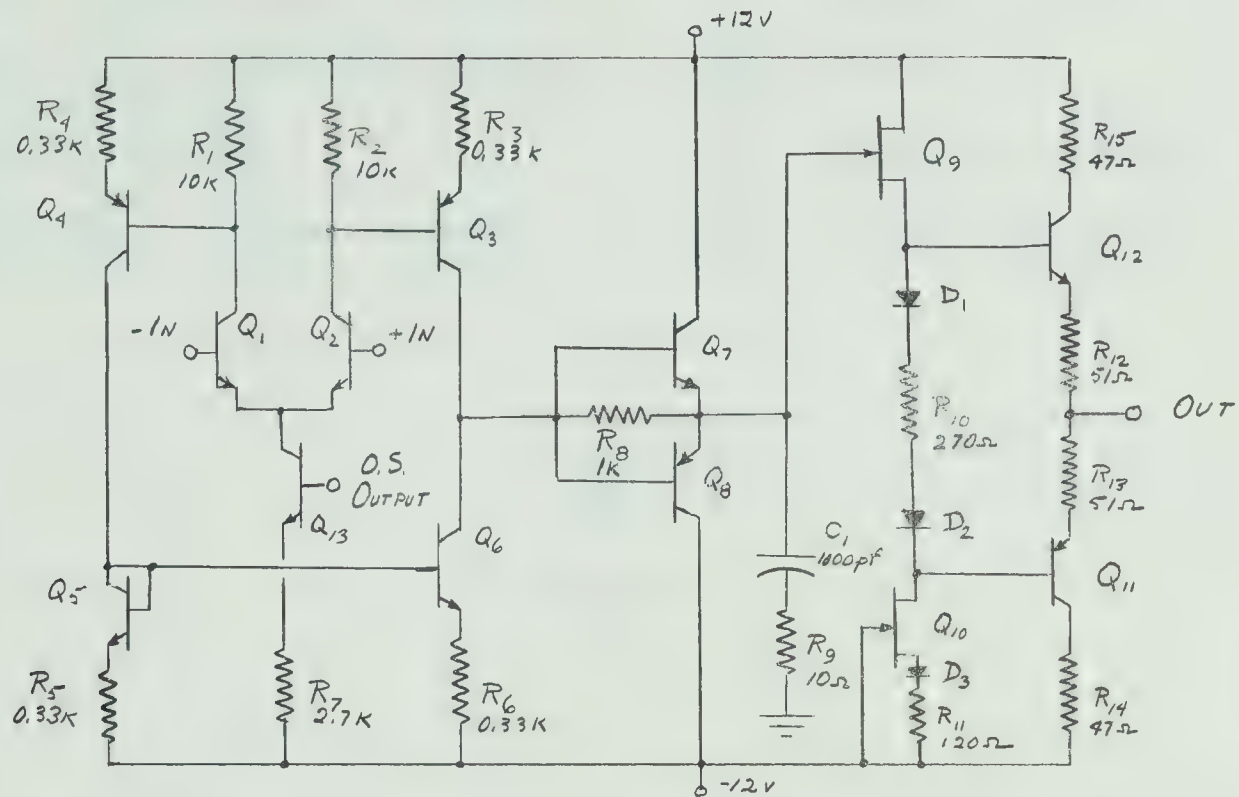 +12V
R4
0.33K
R1
10K
R2
10K
R3
0.33K
R15
47Ω
Q4
Q3
Q9
Q12
D1
-IN
Q1
Q2
+IN
Q7
R12
51Ω
R8
1K
R10
270Ω
OUT
O.S.
OUTPUT
Q13
Q8
R13
51Ω
Q6
D2
C1
1000pf
Q5
Q11
Q10
R9
10Ω
D3
R5
0.33K
R7
2.7K
R6
0.33K
R11
120Ω
R14
47Ω
-12V